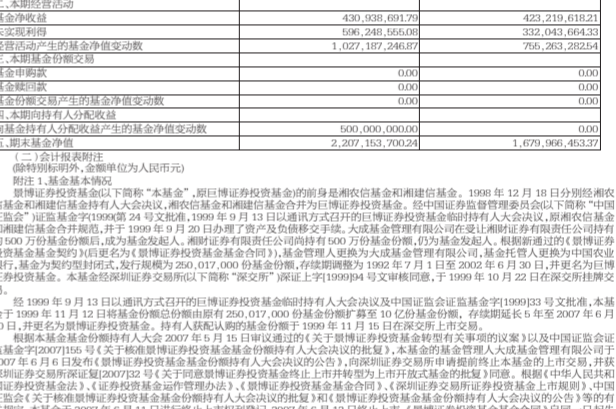 二、本期经营活动
基金净收益 430,938,691.79 423,219,618.21
未实现利得 596,248,555.08 332,043,664.33
经营活动产生的基金净值变动数 1,027,187,246.87 755,263,282.54
三、本期基金份额交易
基金申购款 0.00 0.00
基金赎回款 0.00 0.00
基金份额交易产生的基金净值变动数 0.00 0.00
四、本期向持有人分配收益
向基金持有人分配收益产生的基金净值变动数 500,000,000.00 0.00
五、期末基金净值 2,207,153,700.24 1,679,966,453.37
（二）会计报表附注
(除特别标明外,金额单位为人民币元)
附注 1、基金基本情况
景博证券投资基金(以下简称“本基金”,原巨博证券投资基金)的前身是湘农信基金和湘建信基金。1998 年 12 月 18 日分别经湘农
信基金和湘建信基金持有人大会决议,湘农信基金和湘建信基金合并为巨博证券投资基金。经中国证券监督管理委员会(以下简称“中国
证监会”)证监基金字(1999)第 24 号文批准,1999 年 9 月 13 日以通讯方式召开的巨博证券投资基金临时持有人大会决议,原湘农信基金
和湘建信基金合并规范,并于 1999 年 9 月 20 日办理了资产及负债移交手续。大成基金管理有限公司在受让湘财证券有限责任公司持有
的 500 万份基金份额后,成为基金发起人。湘财证券有限责任公司尚持有 500 万份基金份额,仍为基金发起人。根据新通过的《景博证
券投资基金基金契约》(后更名为《景博证券投资基金基金合同》),基金管理人更换为大成基金管理有限公司,基金托管人更换为中国农业
银行,基金为契约型封闭式,发行规模为 250,017,000 份基金份额,存续期调整为 1992 年 7 月 1 日至 2002 年 6 月 30 日,并更名为巨博
证券投资基金。本基金经深圳证券交易所(以下简称“深交所”)深证上字[1999]94 号文审核同意,于 1999 年 10 月 22 日在深交所挂牌交
易。
经 1999 年 9 月 13 日以通讯方式召开的巨博证券投资基金临时持有人大会决议及中国证监会证监基金字[1999]33 号文批准,本基
金于 1999 年 11 月 12 日将基金份额总份额由原有 250,017,000 份基金份额扩募至 10 亿份基金份额，存续期延长 5 年至 2007 年 6 月
30 日,并更名为景博证券投资基金。持有人获配认购的基金份额于 1999 年 11 月 15 日在深交所上市交易。
根据本基金基金份额持有人大会 2007 年 5 月 15 日审议通过的《关于景博证券投资基金转型有关事项的议案》以及中国证监会证
监基金字[2007]155 号《关于核准景博证券投资基金基金份额持有人大会决议的批复》,本基金的基金管理人大成基金管理有限公司于
2007 年 6 月 6 日发布《景博证券投资基金基金份额持有人大会决议的公告》,向深圳证券交易所申请提前终止本基金的上市交易,并获
深圳证券交易所深证复[2007]32 号《关于同意景博证券投资基金终止上市并转型为上市开放式基金的批复》同意。根据《中华人民共和
国证券投资基金法》、《证券投资基金运作管理办法》、《景博证券投资基金基金合同》、《深圳证券交易所证券投资基金上市规则》、中国
证监会《关于核准景博证券投资基金基金份额持有人大会决议的批复》和《景博证券投资基金基金份额持有人大会决议的公告》等的有